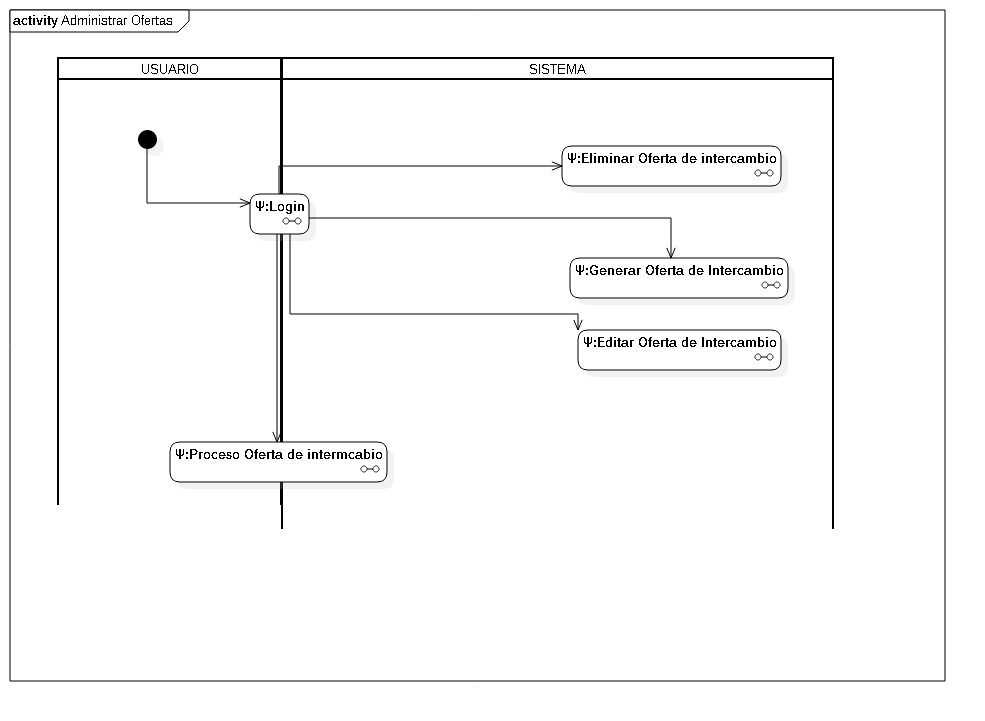 activity Administrar Ofertas
USUARIO
SISTEMA
Ψ:Eliminar Oferta de intercambio
Ψ:Login
Ψ:Generar Oferta de Intercambio
Ψ:Editar Oferta de Intercambio
Ψ:Proceso Oferta de intermcabio